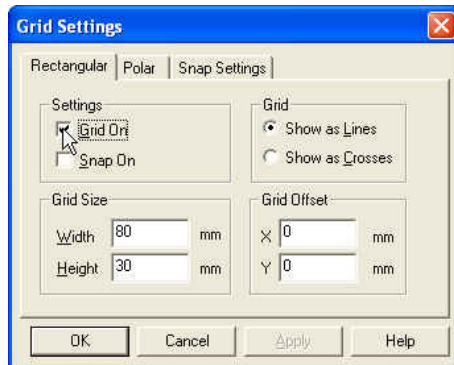 Grid Settings
Rectangular Polar Snap Settings
Settings
Grid On
Snap On
Grid
Show as Lines
Show as Crosses
Grid Size
Width 80 mm
Height 30 mm
Grid Offset
X 0 mm
Y 0 mm
OK Cancel Apply Help